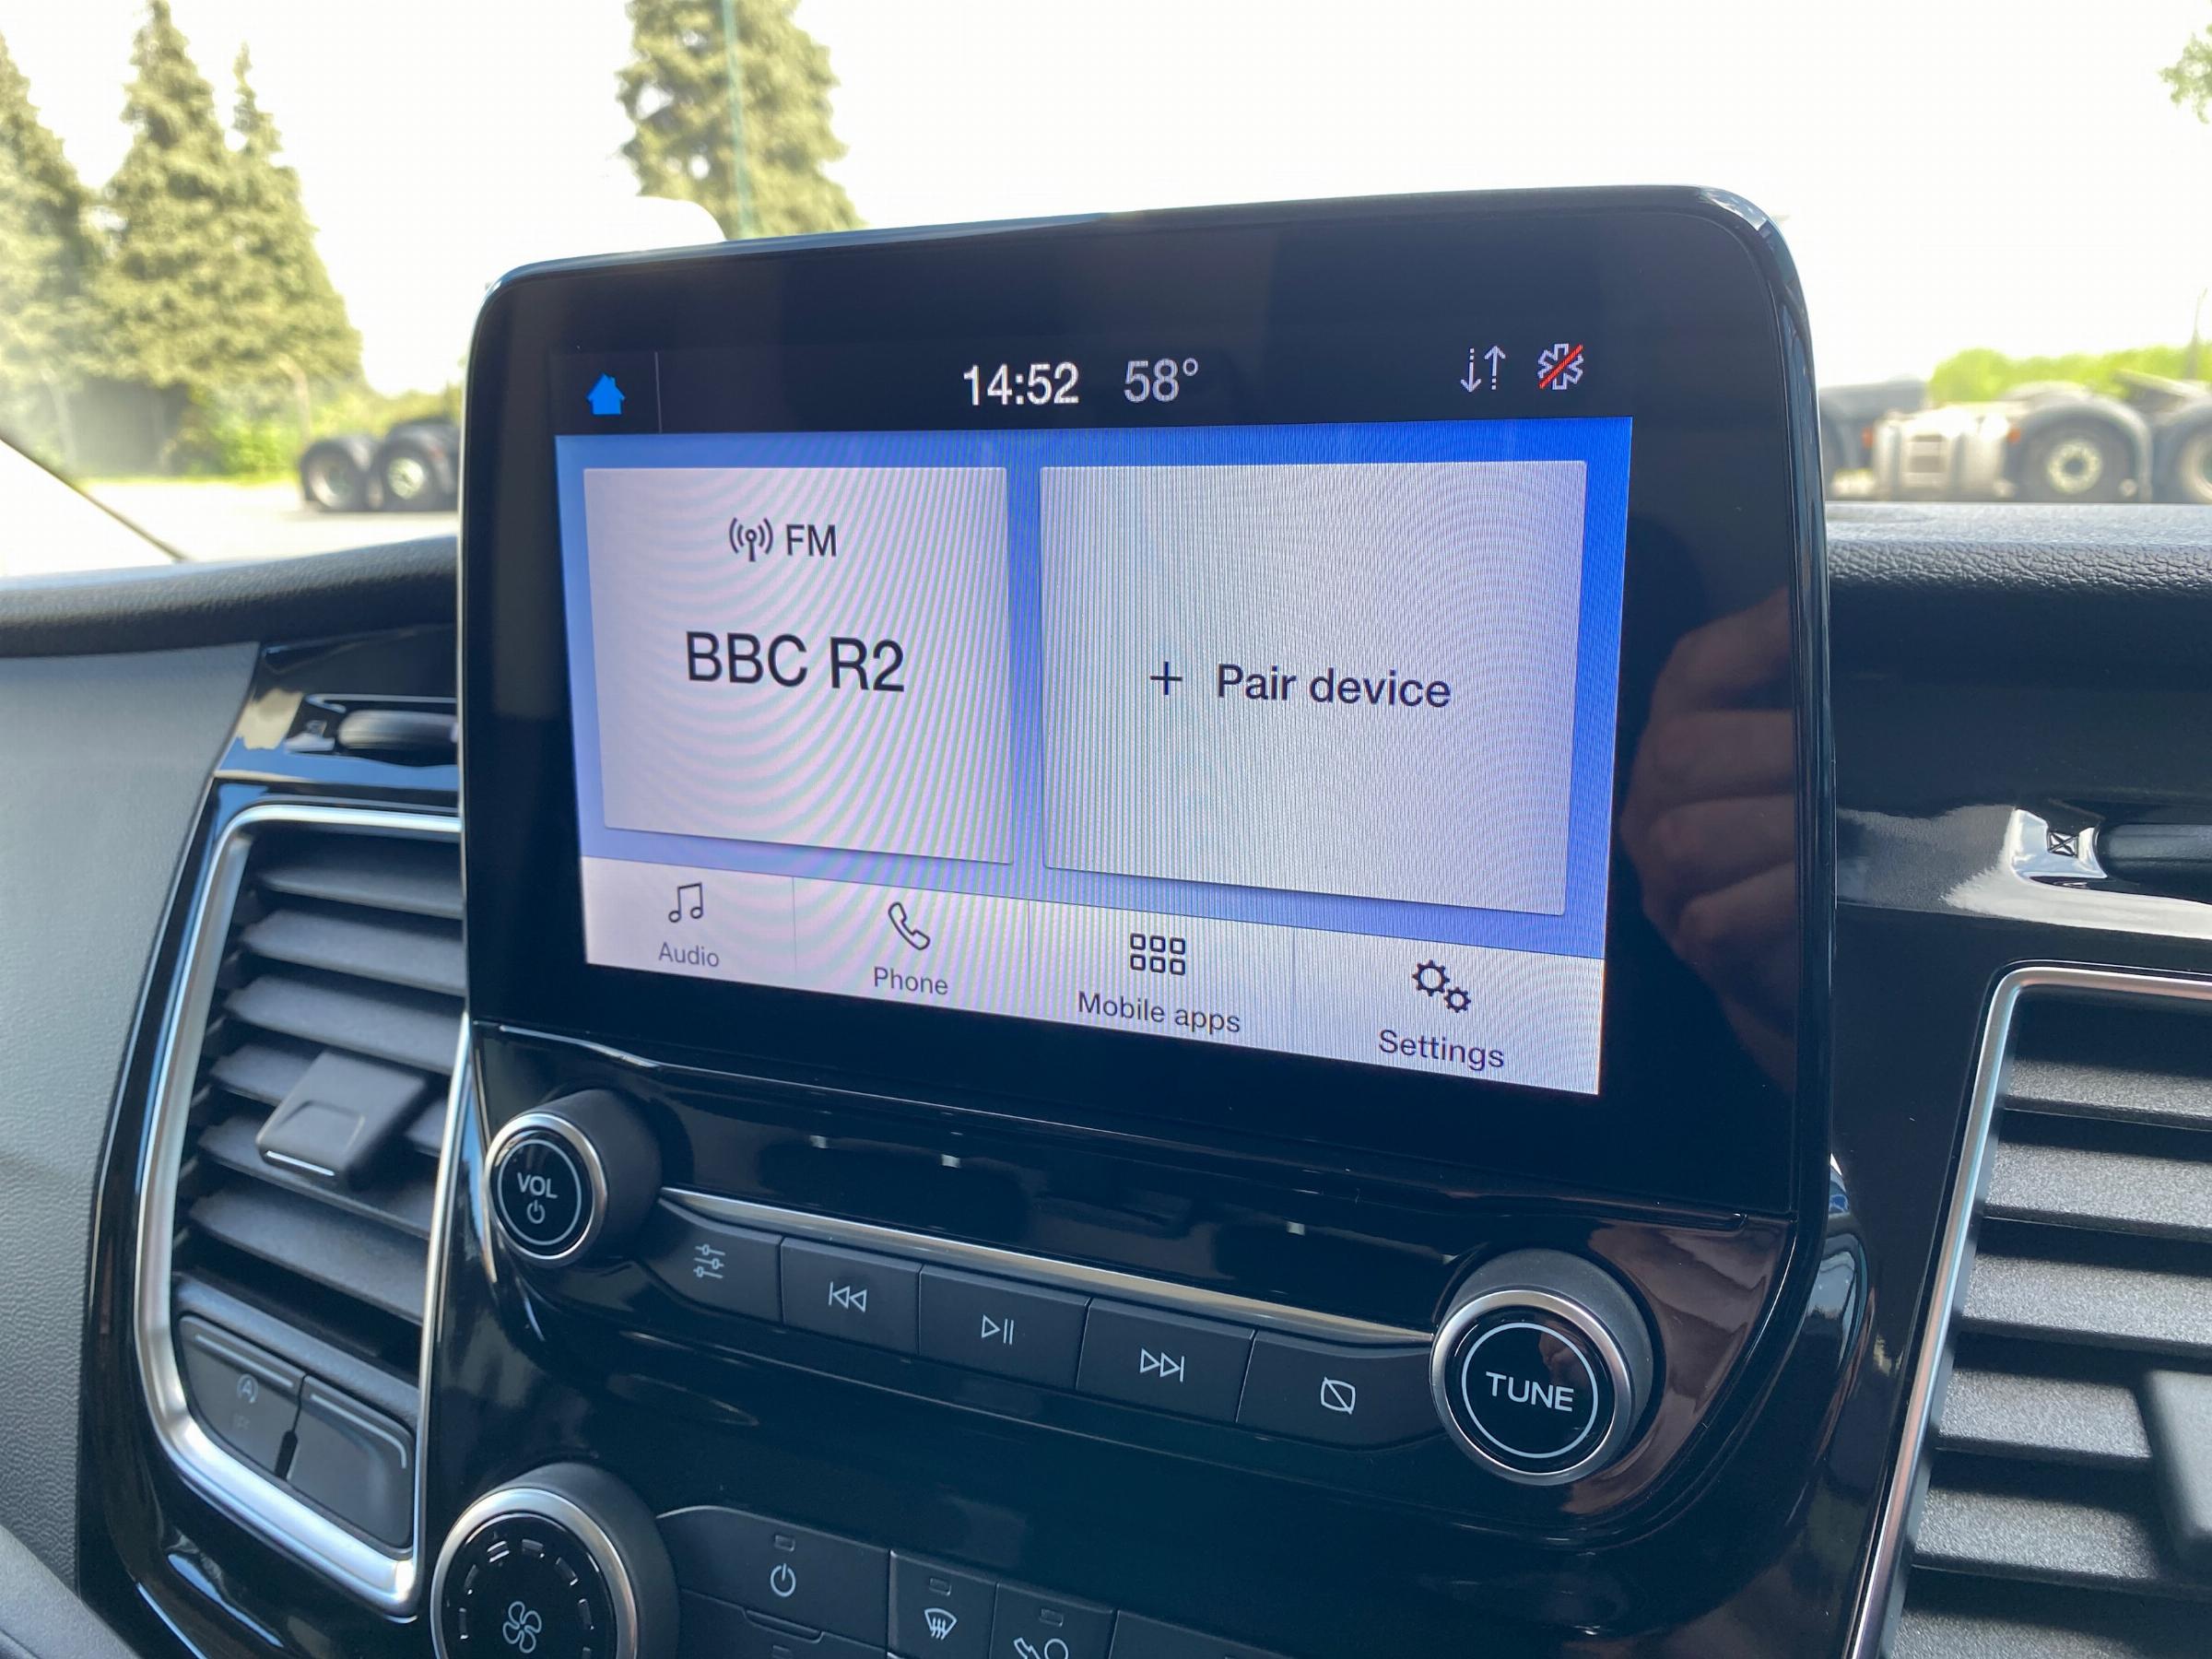 14:52 58°
FM
BBC R2
+ Pair device
Audio
Phone
Mobile apps
Settings
VOL
TUNE